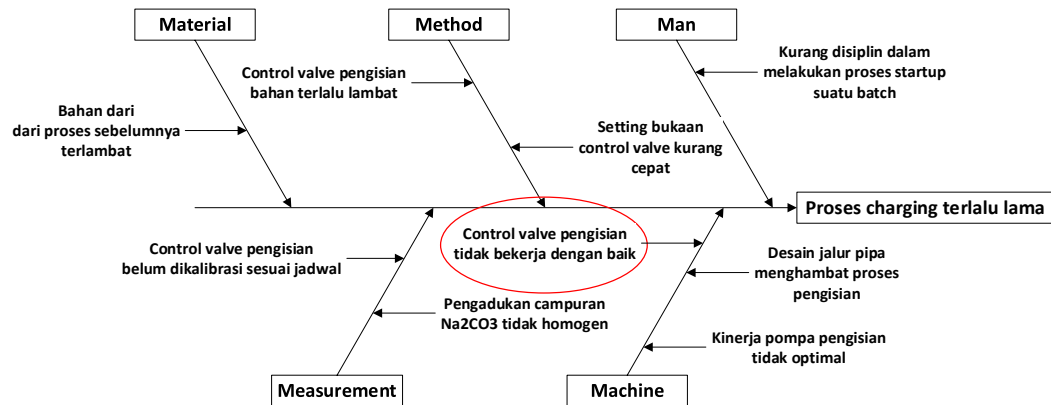 Material
Method
Man
Control valve pengisian
bahan terlalu lambat
Kurang disiplin dalam
melakukan proses startup
suatu batch
Bahan dari
dari proses sebelumnya
terlambat
Setting bukaan
control valve kurang
cepat
Proses charging terlalu lama
Control valve pengisian
belum dikalibrasi sesuai jadwal
Control valve pengisian
tidak bekerja dengan baik
Desain jalur pipa
menghambat proses
pengisian
Pengadukan campuran
Na2CO3 tidak homogen
Kinerja pompa pengisian
tidak optimal
Measurement
Machine